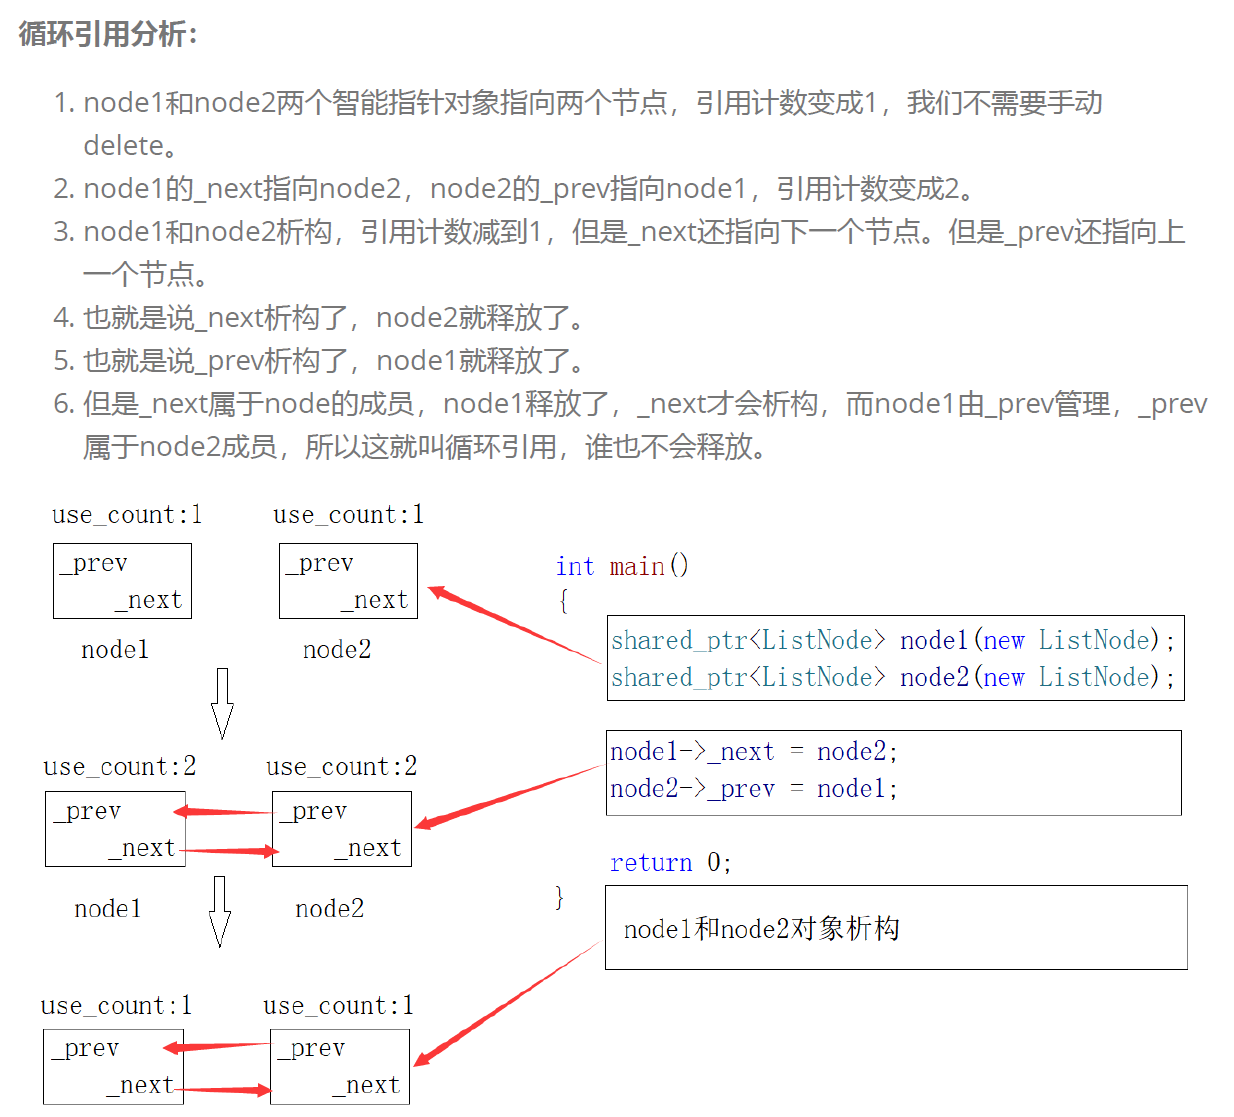 循环引用分析：
1. node1和node2两个智能指针对象指向两个节点，引用计数变成1，我们不需要手动
delete。
2. node1的_next指向node2，node2的_prev指向node1，引用计数变成2。
3. node1和node2析构，引用计数减到1，但是_next还指向下一个节点。但是_prev还指向上
一个节点。
4. 也就是说_next析构了，node2就释放了。
5. 也就是说_prev析构了，node1就释放了。
6. 但是_next属于node的成员，node1释放了，_next才会析构，而node1由_prev管理，_prev
属于node2成员，所以这就叫循环引用，谁也不会释放。
use_count:1
use_count:1
_prev
_next
_prev
_next
node1
node2
int main()
{
shared_ptr<ListNode> node1(new ListNode);
shared_ptr<ListNode> node2(new ListNode);
use_count:2
use_count:2
_prev
_next
_prev
_next
node1
node2
node1->_next = node2;
node2->_prev = node1;
return 0;
}
node1和node2对象析构
use_count:1
use_count:1
_prev
_next
_prev
_next